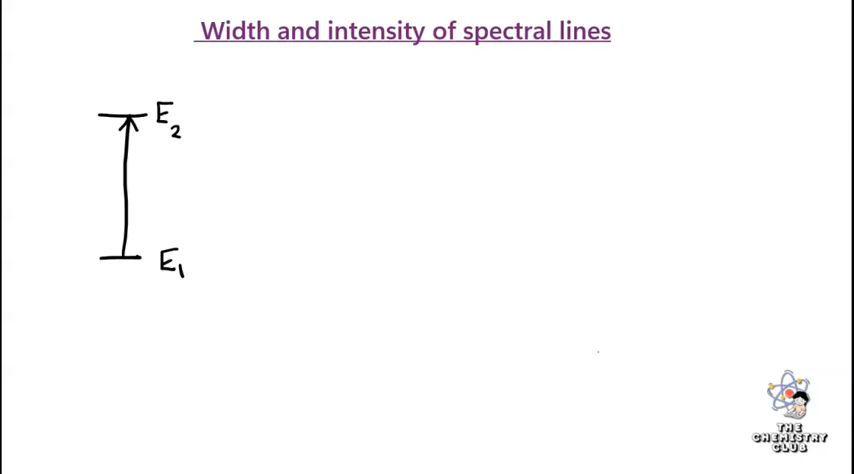 Width and intensity of spectral lines
E2
E1
THE
CHEMISTRY
CLUB